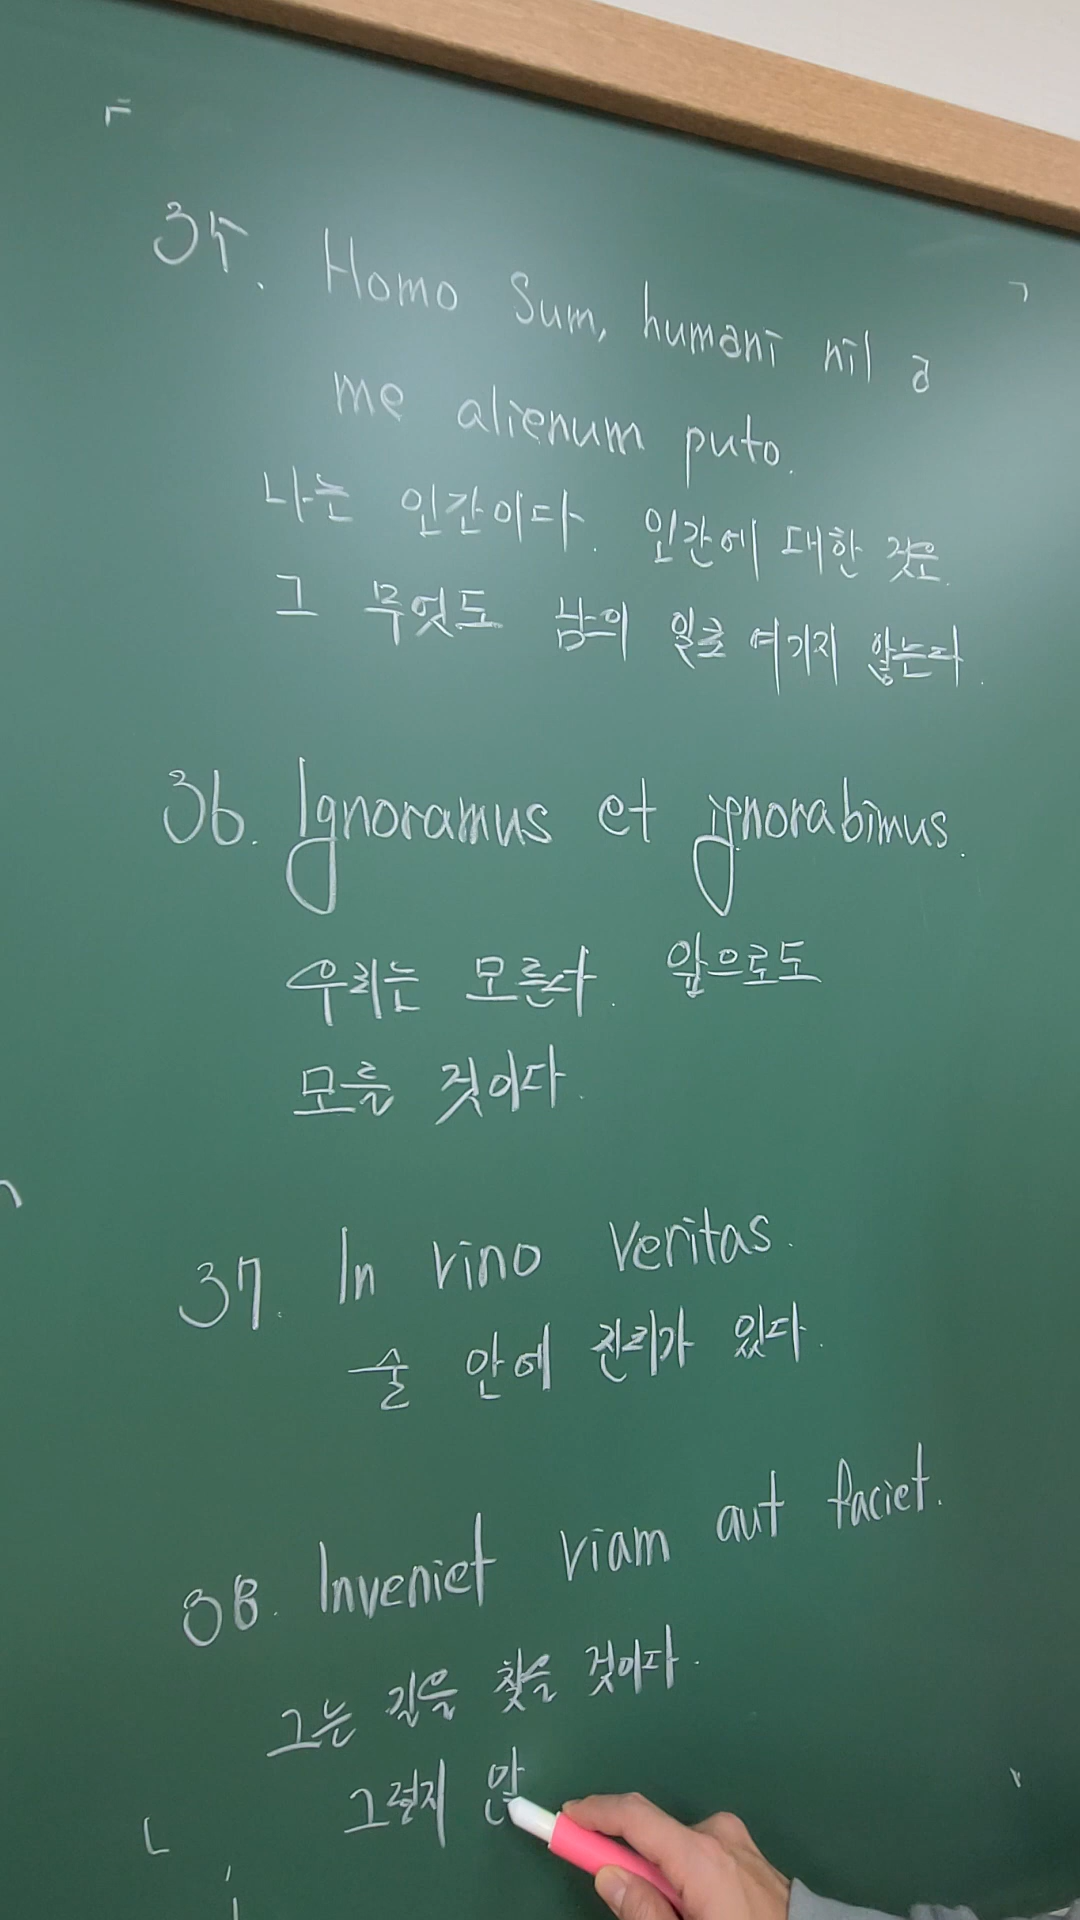 35. Homo Sum, humani nil a
me alienum puto.
나는 인간이다. 인간에 대한 것은
그 무엇도 남의 일로 여기지 않는다.
36. Ignoramus et ignorabimus.
우리는 모른다. 앞으로도
모를 것이다.
37. In vino veritas.
술 안에 진리가 있다.
38. Inveniet viam aut faciet.
그는 길을 찾을 것이다.
그렇지